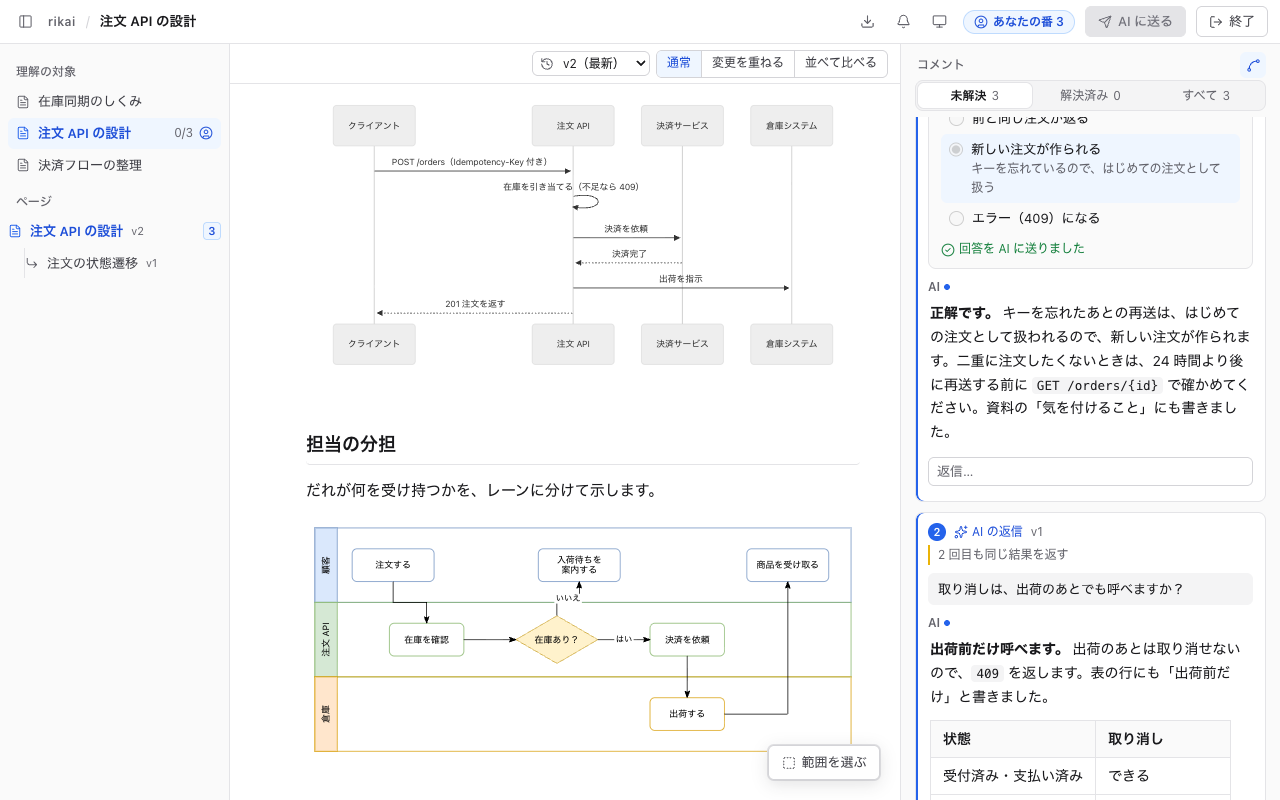 rikai / 注文 API の設計
あなたの番 3
AI に送る
終了
理解の対象
在庫同期のしくみ
注文 API の設計 0/3
決済フローの整理
ページ
注文 API の設計 v2 3
注文の状態遷移 v1
v2（最新）
通常
変更を重ねる
並べて比べる
クライアント
注文 API
決済サービス
倉庫システム
POST /orders（Idempotency-Key 付き）
在庫を引き当てる（不足なら 409）
決済を依頼
決済完了
出荷を指示
201 注文を返す
クライアント
注文 API
決済サービス
倉庫システム
担当の分担
だれが何を受け持つかを、レーンに分けて示します。
顧客
注文する
入荷待ちを
案内する
商品を受け取る
いいえ
注文 API
在庫を確認
在庫あり？
はい
決済を依頼
倉庫
出荷する
範囲を選ぶ
コメント
未解決 3
解決済み 0
すべて 3
前と同じ注文が返る
新しい注文が作られる
キーを忘れているので、はじめての注文として
扱う
エラー（409）になる
回答を AI に送りました
AI
正解です。 キーを忘れたあとの再送は、はじめて
の注文として扱われるので、新しい注文が作られま
す。二重に注文したくないときは、24 時間より後
に再送する前に GET /orders/{id} で確かめてく
ださい。資料の「気を付けること」にも書きまし
た。
返信...
2 AI の返信 v1
2 回目も同じ結果を返す
取り消しは、出荷のあとでも呼べますか？
AI
出荷前だけ呼べます。 出荷のあとは取り消せない
ので、409 を返します。表の行にも「出荷前だ
け」と書きました。
状態 取り消し
受付済み・支払い済み できる